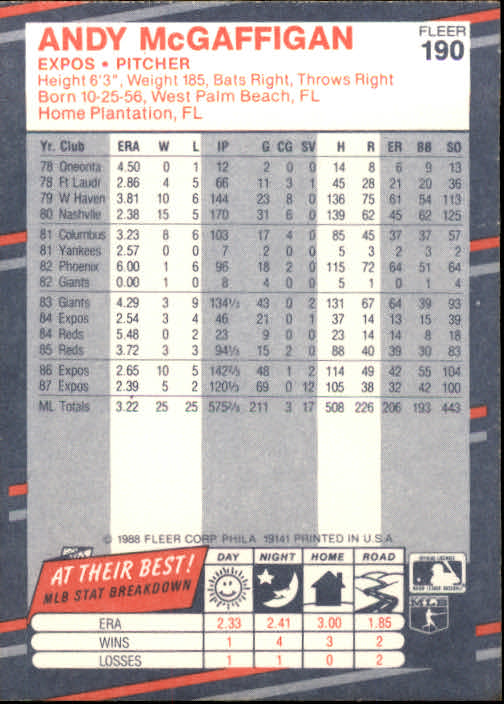 ANDY McGAFFIGAN
FLEER
190
EXPOS • PITCHER
Height 6'3", Weight 185, Bats Right, Throws Right
Born 10-25-56, West Palm Beach, FL
Home Plantation, FL
Yr. Club ERA W L IP G CG SV H R ER BB SO
78 Oneonta 4.50 0 1 12 2 0 0 14 8 6 9 13
78 Ft Laudr 2.86 4 5 66 11 3 1 45 28 21 20 36
79 W Haven 3.81 10 6 144 23 8 0 136 75 61 54 113
80 Nashvlle 2.38 15 5 170 31 6 0 139 62 45 62 125
81 Columbus 3.23 8 6 103 17 4 0 85 45 37 37 57
81 Yankees 2.57 0 0 7 2 0 0 5 3 2 3 2
82 Phoenix 6.00 1 6 96 18 2 0 115 72 64 51 64
82 Giants 0.00 1 0 8 4 0 0 5 1 0 1 4
83 Giants 4.29 3 9 134⅓ 43 0 2 131 67 64 39 93
84 Expos 2.54 3 4 46 21 0 1 37 14 13 15 39
84 Reds 5.48 0 2 23 9 0 0 23 14 14 8 18
85 Reds 3.72 3 3 94⅓ 15 2 0 88 40 39 30 83
86 Expos 2.65 10 5 142⅔ 48 1 2 114 49 42 55 104
87 Expos 2.39 5 2 120⅓ 69 0 12 105 38 32 42 100
ML Totals 3.22 25 25 575⅔ 211 3 17 508 226 206 193 443
© 1988 FLEER CORP. PHILA. 19141 PRINTED IN U.S.A.
AT THEIR BEST!
MLB STAT BREAKDOWN
DAY NIGHT HOME ROAD
ERA 2.33 2.41 3.00 1.85
WINS 1 4 3 2
LOSSES 1 1 0 2
MLB